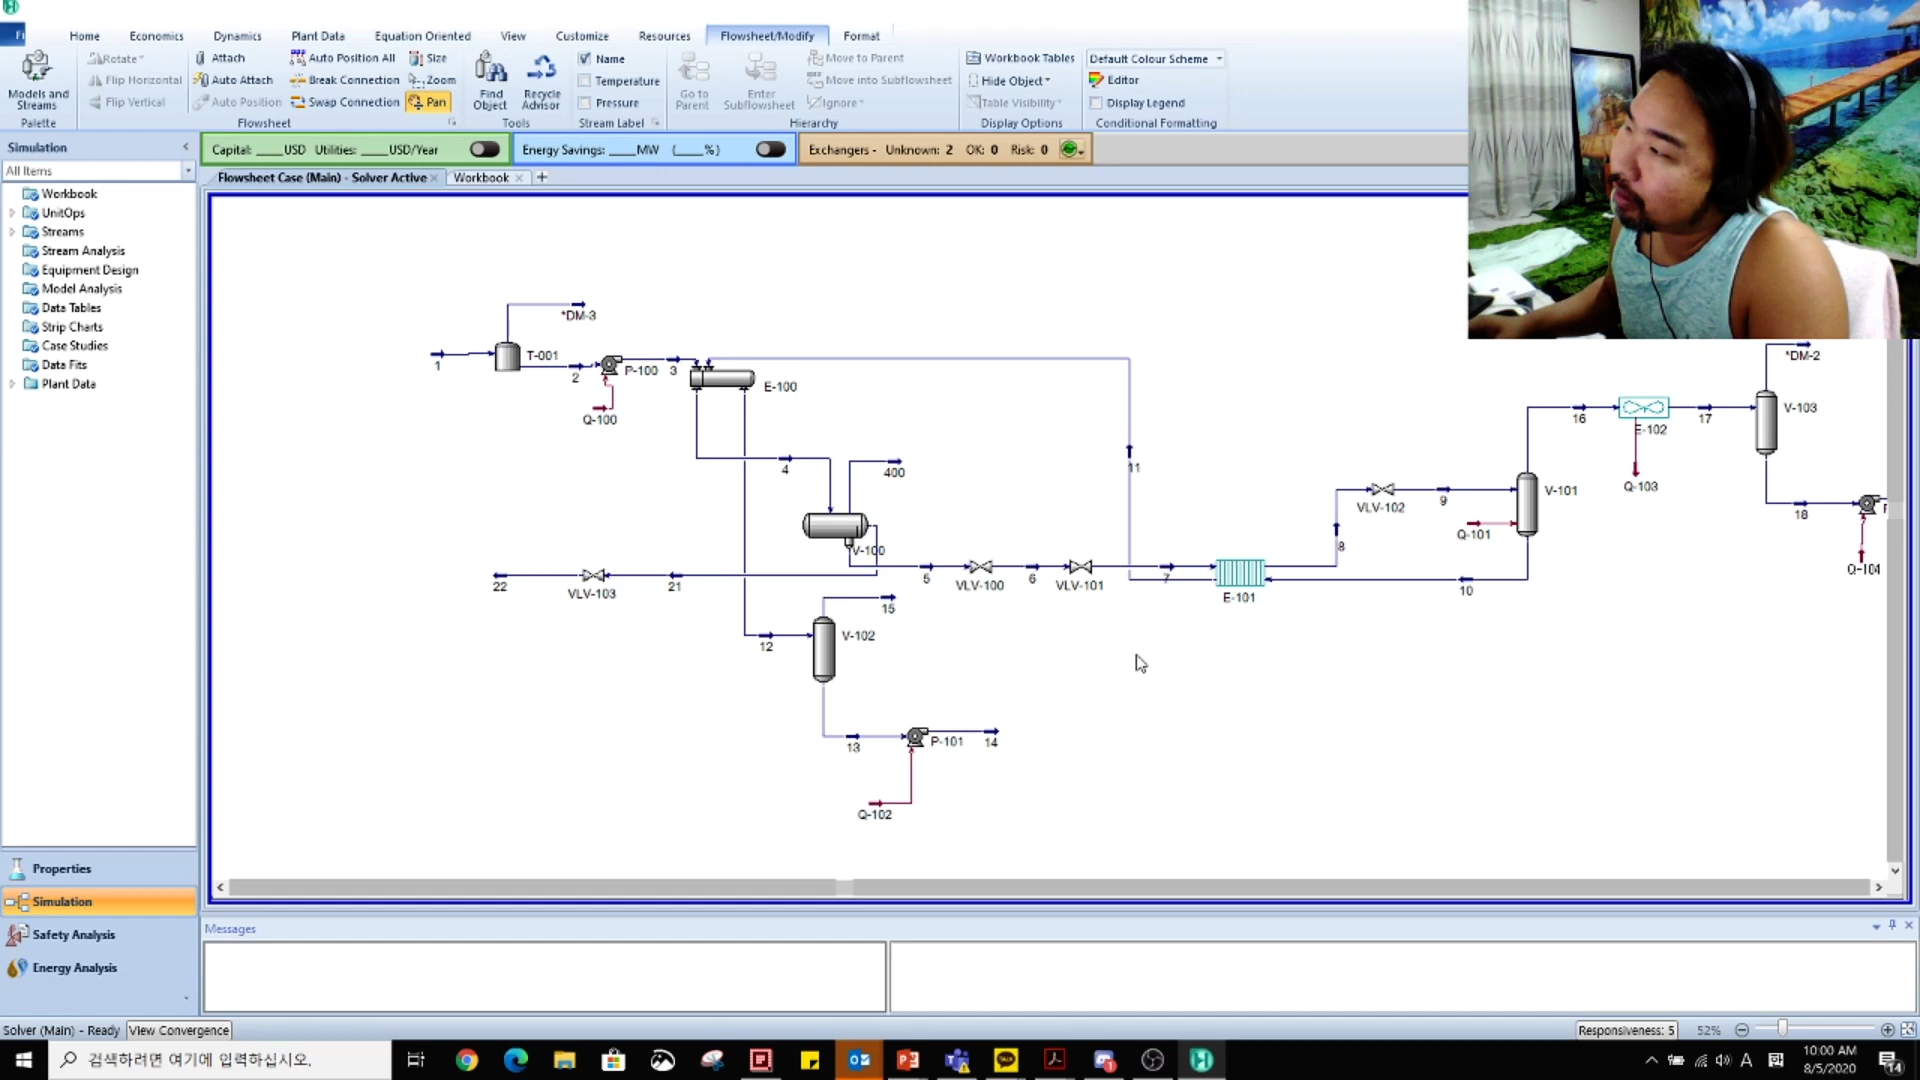 Fi
Home Economics Dynamics Plant Data Equation Oriented View Customize Resources Flowsheet/Modify Format
Models and Streams
Palette
Rotate
Flip Horizontal
Flip Vertical
Attach
Auto Attach
Auto Position
Auto Position All
Break Connection
Swap Connection
Size
Zoom
Pan
Flowsheet
Find Object
Recycle Advisor
Tools
Name
Temperature
Pressure
Stream Label
Go to Parent
Enter Subflowsheet
Move to Parent
Move into Subflowsheet
Ignore
Hierarchy
Workbook Tables
Hide Object
Table Visibility
Display Options
Default Colour Scheme
Editor
Display Legend
Conditional Formatting
Simulation
Capital: ____USD Utilities: ____USD/Year
Energy Savings: ____MW (____%)
Exchangers - Unknown: 2 OK: 0 Risk: 0
All Items
Flowsheet Case (Main) - Solver Active
Workbook
Workbook
UnitOps
Streams
Stream Analysis
Equipment Design
Model Analysis
Data Tables
Strip Charts
Case Studies
Data Fits
Plant Data
*DM-3
1
T-001
2
P-100
3
E-100
Q-100
*DM-2
V-103
16
E-102
17
Q-103
18
Q-104
4
400
V-100
11
VLV-102
9
V-101
Q-101
8
22
VLV-103
21
5
VLV-100
6
VLV-101
7
E-101
10
15
12
V-102
13
P-101
14
Q-102
Properties
Simulation
Safety Analysis
Energy Analysis
Messages
Solver (Main) - Ready
View Convergence
Responsiveness: 5
52%
검색하려면 여기에 입력하십시오.
A
10:00 AM
8/5/2020
14